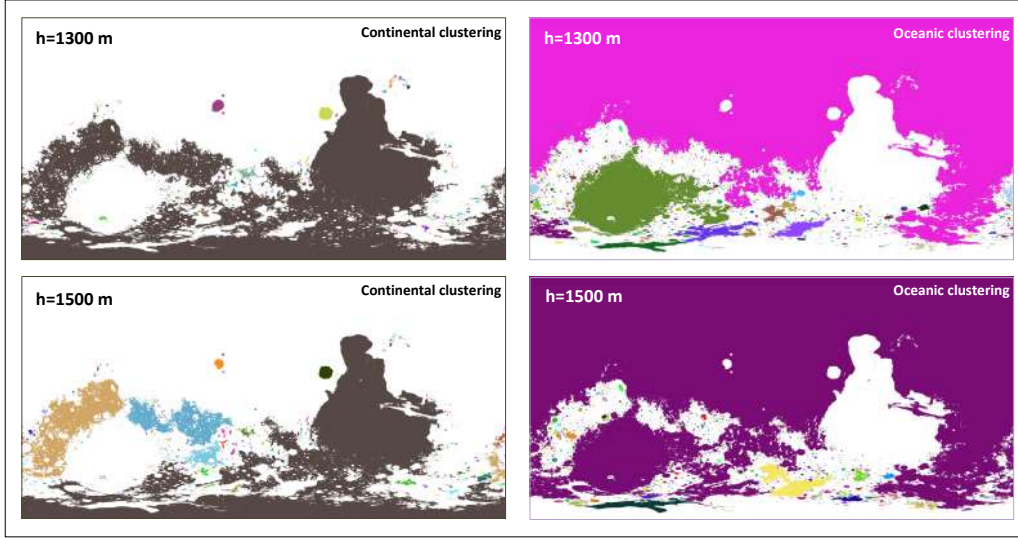 h=1300 m
Continental clustering
h=1300 m
Oceanic clustering
h=1500 m
Continental clustering
h=1500 m
Oceanic clustering